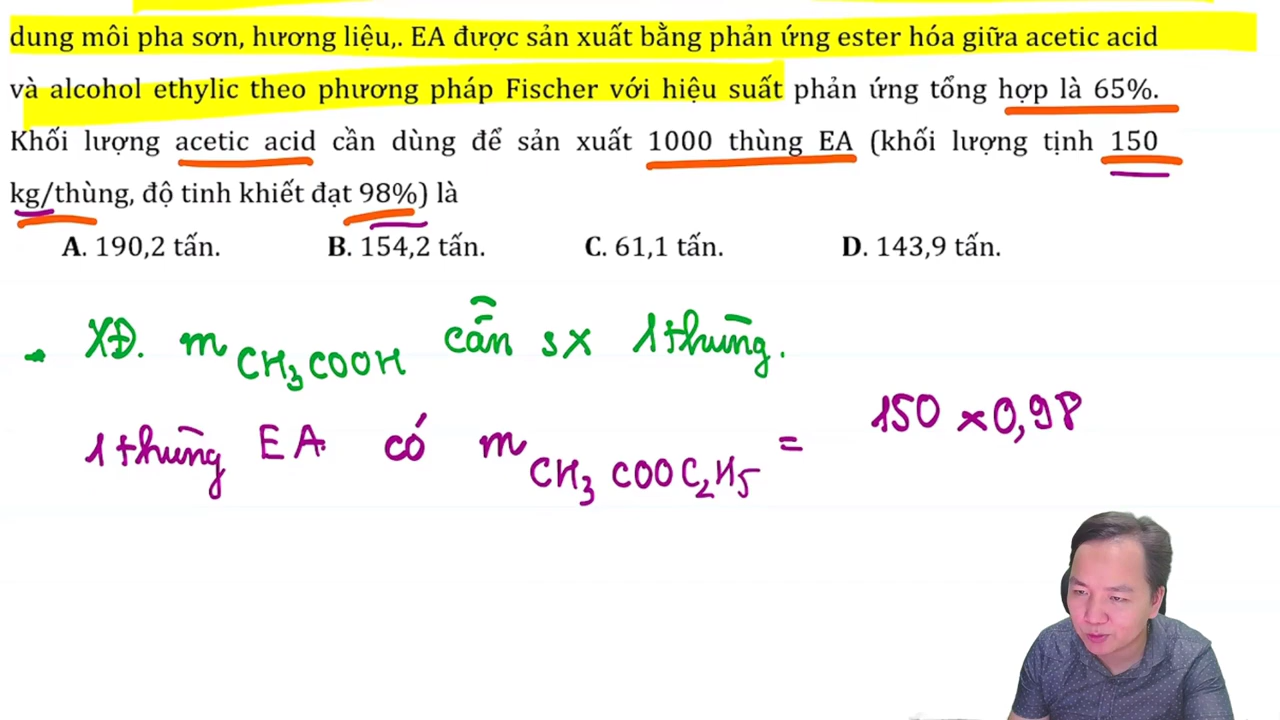 dung môi pha sơn, hương liệu,. EA được sản xuất bằng phản ứng ester hóa giữa acetic acid
và alcohol ethylic theo phương pháp Fischer với hiệu suất phản ứng tổng hợp là 65%.
Khối lượng acetic acid cần dùng để sản xuất 1000 thùng EA (khối lượng tịnh 150
kg/thùng, độ tinh khiết đạt 98%) là
A. 190,2 tấn. B. 154,2 tấn. C. 61,1 tấn. D. 143,9 tấn.
- XĐ. m CH₃COOH cần sx 1 thùng.
1 thùng EA có m CH₃COOC₂H₅ = 150 × 0,98